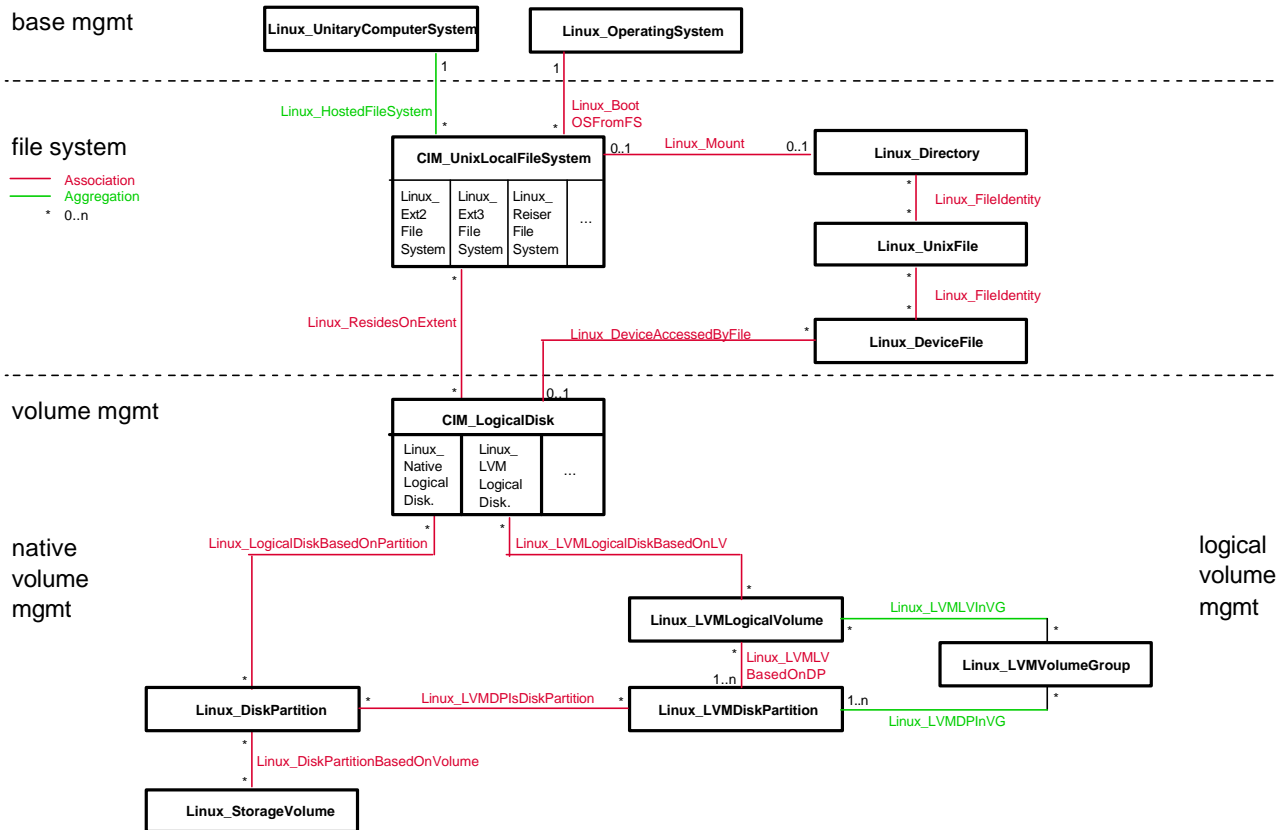 base mgmt
Linux_UnitaryComputerSystem
Linux_OperatingSystem
1
1
Linux_HostedFileSystem
Linux_Boot
OSFromFS
*
*
file system
Association
Aggregation
* 0..n
CIM_UnixLocalFileSystem
Linux_
Ext2
File
System
Linux_
Ext3
File
System
Linux_
Reiser
File
System
...
0..1
Linux_Mount
0..1
Linux_Directory
*
Linux_FileIdentity
*
Linux_UnixFile
*
Linux_FileIdentity
*
Linux_DeviceFile
*
Linux_ResidesOnExtent
Linux_DeviceAccessedByFile
*
*
0..1
volume mgmt
CIM_LogicalDisk
Linux_
Native
Logical
Disk.
Linux_
LVM
Logical
Disk.
...
*
*
native
volume
mgmt
Linux_LogicalDiskBasedOnPartition
Linux_LVMLogicalDiskBasedOnLV
logical
volume
mgmt
*
Linux_LVMLogicalVolume
*
Linux_LVMLVInVG
*
*
Linux_LVMLV
BasedOnDP
1..n
Linux_LVMVolumeGroup
*
*
Linux_DiskPartition
*
Linux_LVMDPIsDiskPartition
*
Linux_LVMDiskPartition
1..n
Linux_LVMDPInVG
*
Linux_DiskPartitionBasedOnVolume
*
Linux_StorageVolume